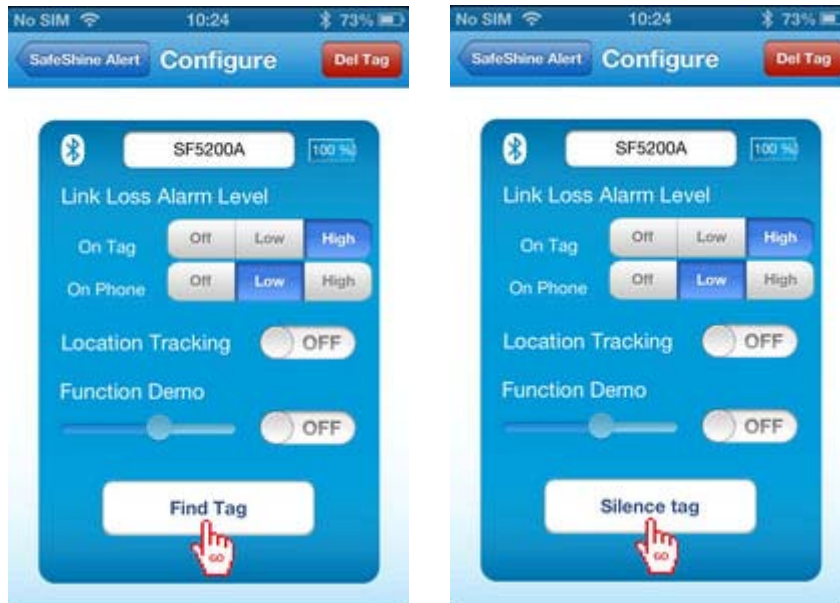 No SIM 10:24 73%
SafeShine Alert Configure Del Tag
SF5200A 100 %
Link Loss Alarm Level
On Tag Off Low High
On Phone Off Low High
Location Tracking OFF
Function Demo
OFF
Find Tag
GO
No SIM 10:24 73%
SafeShine Alert Configure Del Tag
SF5200A 100 %
Link Loss Alarm Level
On Tag Off Low High
On Phone Off Low High
Location Tracking OFF
Function Demo
OFF
Silence tag
GO